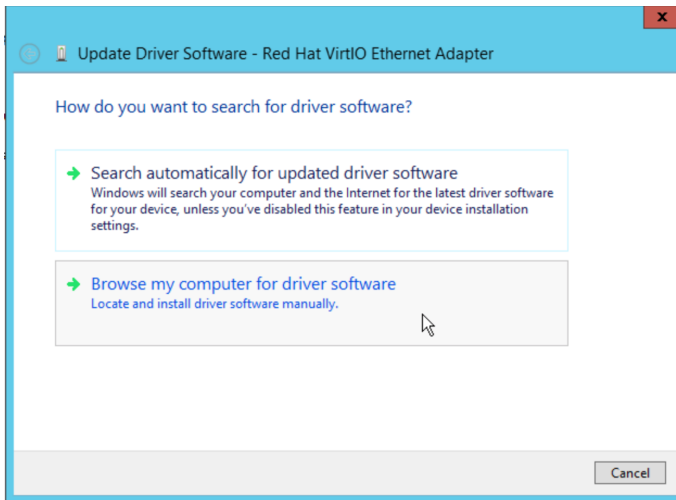 x
Update Driver Software - Red Hat VirtIO Ethernet Adapter
How do you want to search for driver software?
Search automatically for updated driver software
Windows will search your computer and the Internet for the latest driver software
for your device, unless you've disabled this feature in your device installation
settings.
Browse my computer for driver software
Locate and install driver software manually.
Cancel